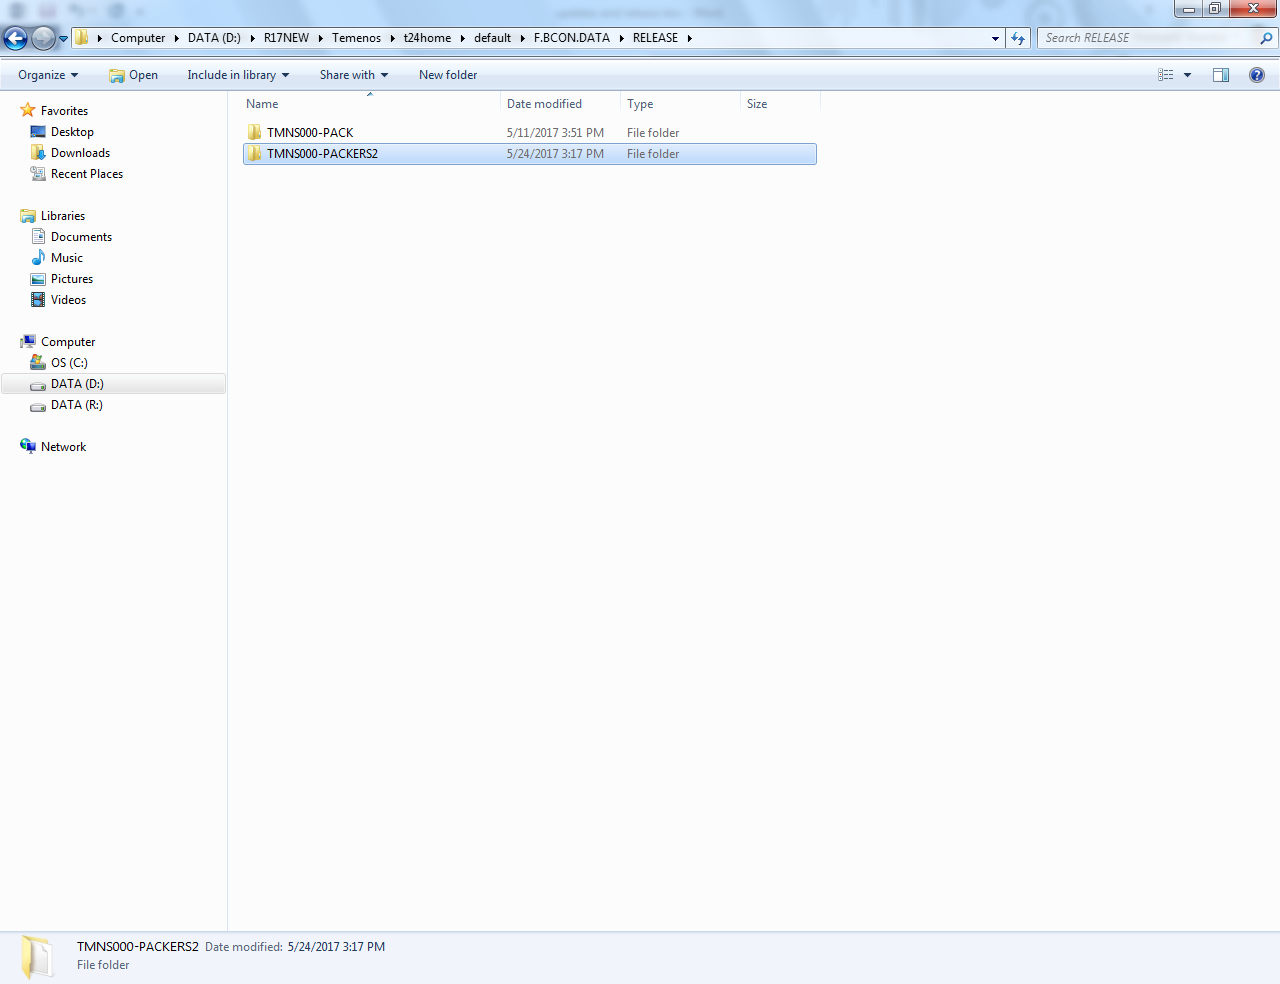 Computer DATA (D:) R17NEW Temenos t24home default F.BCON.DATA RELEASE Search RELEASE
Organize Open Include in library Share with New folder
Name Date modified Type Size
TMNS000-PACK 5/11/2017 3:51 PM File folder
TMNS000-PACKERS2 5/24/2017 3:17 PM File folder
Favorites
Desktop
Downloads
Recent Places
Libraries
Documents
Music
Pictures
Videos
Computer
OS (C:)
DATA (D:)
DATA (R:)
Network
TMNS000-PACKERS2 Date modified: 5/24/2017 3:17 PM
File folder